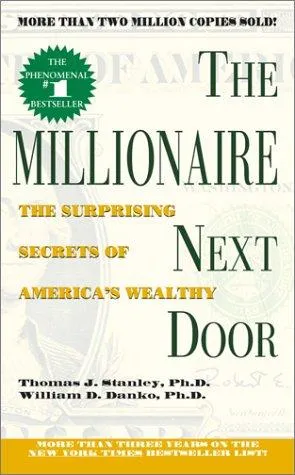 MORE THAN TWO MILLION COPIES SOLD!
THE
PHENOMENAL
#1
BESTSELLER
THE
MILLIONAIRE
THE SURPRISING
SECRETS OF
AMERICA'S WEALTHY
NEXT
DOOR
WASHINGTON
Thomas J. Stanley, Ph.D.
William D. Danko, Ph.D.
MORE THAN THREE YEARS ON THE
NEW YORK TIMES BESTSELLER LIST!